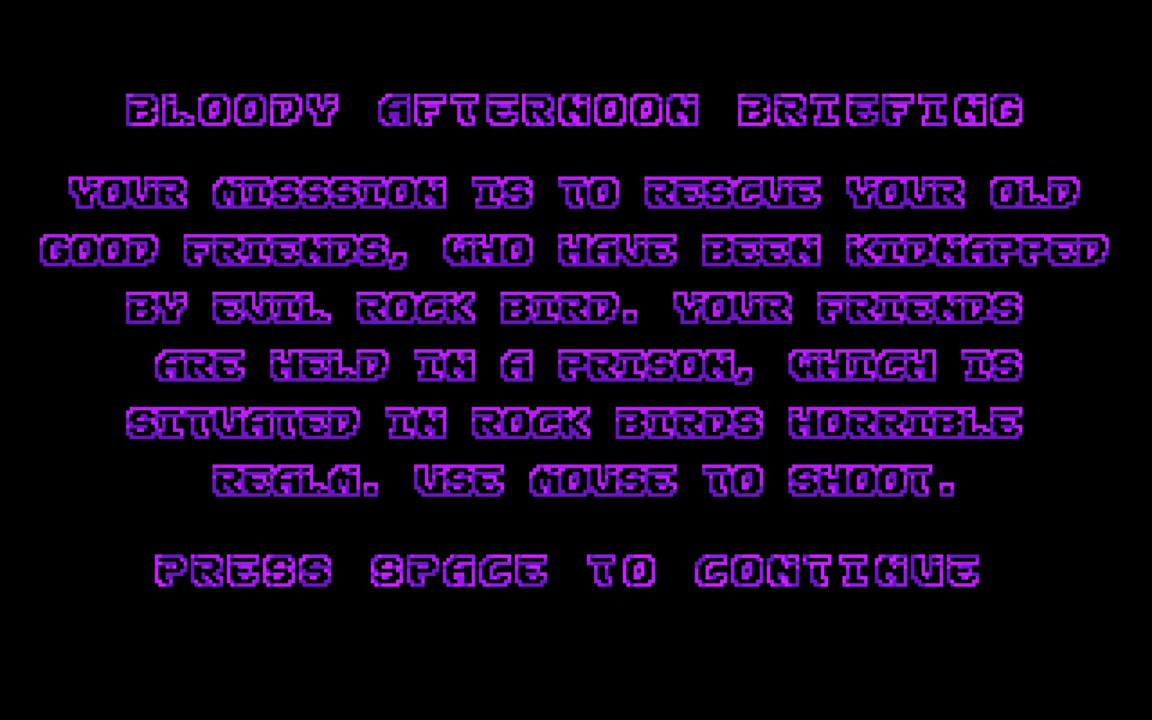 BLOODY AFTERNOON BRIEFING
YOUR MISSSION IS TO RESCUE YOUR OLD
GOOD FRIENDS, WHO HAVE BEEN KIDNAPPED
BY EVIL ROCK BIRD. YOUR FRIENDS
ARE HELD IN A PRISON, WHICH IS
SITUATED IN ROCK BIRDS HORRIBLE
REALM. USE MOUSE TO SHOOT.
PRESS SPACE TO CONTINUE